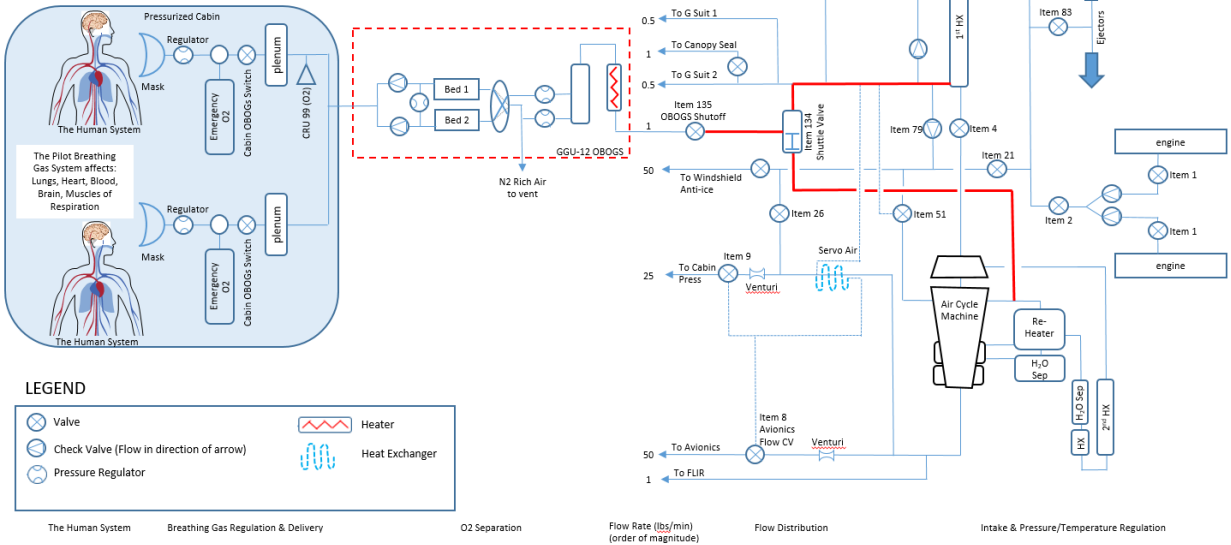 Pressurized Cabin
Regulator
Mask
The Human System
Emergency
O2
Cabin OBOGs Switch
plenum
CRU 99 (O2)
The Pilot Breathing
Gas System affects:
Lungs, Heart, Blood,
Brain, Muscles of
Respiration
Regulator
Mask
The Human System
Emergency
O2
Cabin OBOGs Switch
plenum
Bed 1
Bed 2
GGU-12 OBOGS
N2 Rich Air
to vent
0.5 To G Suit 1
1 To Canopy Seal
0.5 To G Suit 2
1
Item 135
OBOGS Shutoff
Item 134
Shuttle Valve
50 To Windshield
Anti-ice
Item 26
25 To Cabin
Press
Item 9
Venturi
Servo Air
Item 8
Avionics
Flow CV
Venturi
50 To Avionics
1 To FLIR
1st HX
Item 83
Ejectors
Item 79
Item 4
Item 21
Item 51
Item 2
engine
Item 1
Item 1
engine
Air Cycle
Machine
Re-
Heater
H2O
Sep
H2O Sep
HX
2nd HX
LEGEND
Valve
Check Valve (Flow in direction of arrow)
Pressure Regulator
Heater
Heat Exchanger
The Human System
Breathing Gas Regulation & Delivery
O2 Separation
Flow Rate (lbs/min)
(order of magnitude)
Flow Distribution
Intake & Pressure/Temperature Regulation